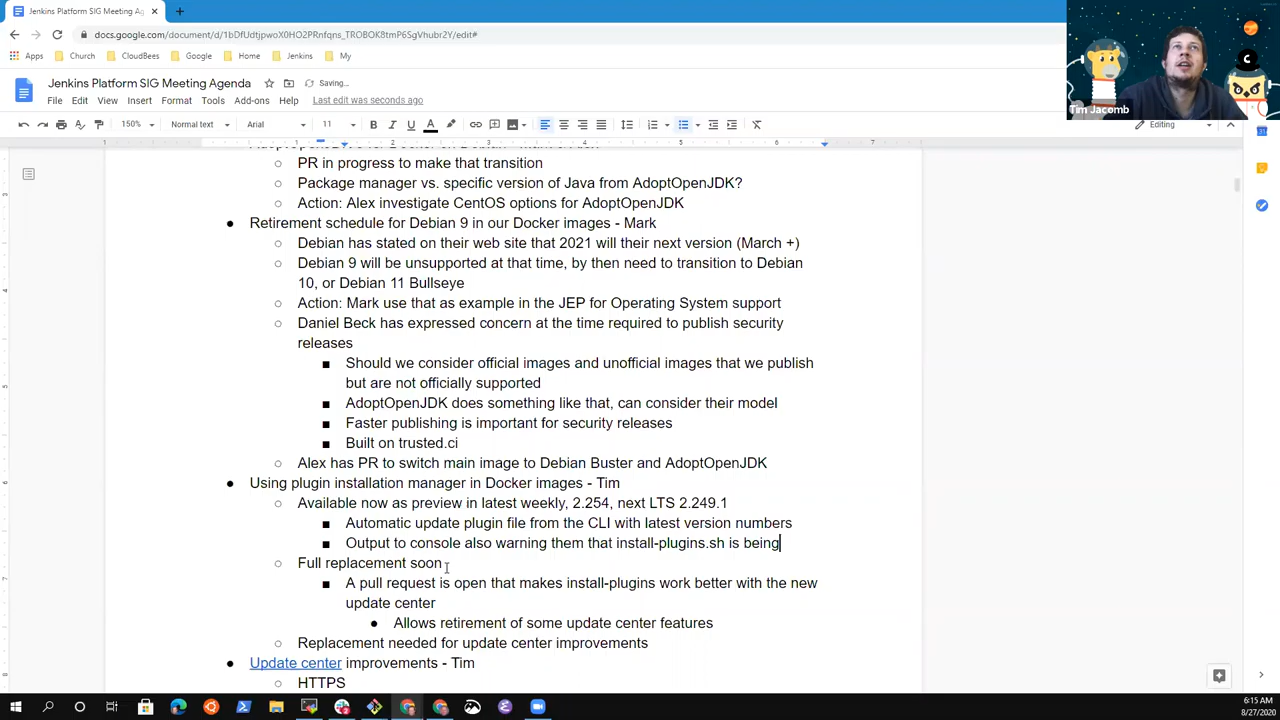 Jenkins Platform SIG Meeting Agenda
docs.google.com/document/d/1bDfUdtjpwoX0HO2PRnfqns_TROBOK8tmP6SgVhubr2Y/edit#
Apps Church CloudBees Google Home Jenkins My
Jenkins Platform SIG Meeting Agenda Saving...
File Edit View Insert Format Tools Add-ons Help Last edit was seconds ago
150% Normal text Arial 11 B I U A Editing
Tim Jacomb
1 1 2 3 4 5 6 7
○ PR in progress to make that transition
○ Package manager vs. specific version of Java from AdoptOpenJDK?
○ Action: Alex investigate CentOS options for AdoptOpenJDK
● Retirement schedule for Debian 9 in our Docker images - Mark
○ Debian has stated on their web site that 2021 will their next version (March +)
○ Debian 9 will be unsupported at that time, by then need to transition to Debian
10, or Debian 11 Bullseye
○ Action: Mark use that as example in the JEP for Operating System support
○ Daniel Beck has expressed concern at the time required to publish security
releases
■ Should we consider official images and unofficial images that we publish
but are not officially supported
■ AdoptOpenJDK does something like that, can consider their model
■ Faster publishing is important for security releases
■ Built on trusted.ci
○ Alex has PR to switch main image to Debian Buster and AdoptOpenJDK
● Using plugin installation manager in Docker images - Tim
○ Available now as preview in latest weekly, 2.254, next LTS 2.249.1
■ Automatic update plugin file from the CLI with latest version numbers
■ Output to console also warning them that install-plugins.sh is being
○ Full replacement soon
■ A pull request is open that makes install-plugins work better with the new
update center
● Allows retirement of some update center features
○ Replacement needed for update center improvements
● Update center improvements - Tim
○ HTTPS
6:15 AM
8/27/2020